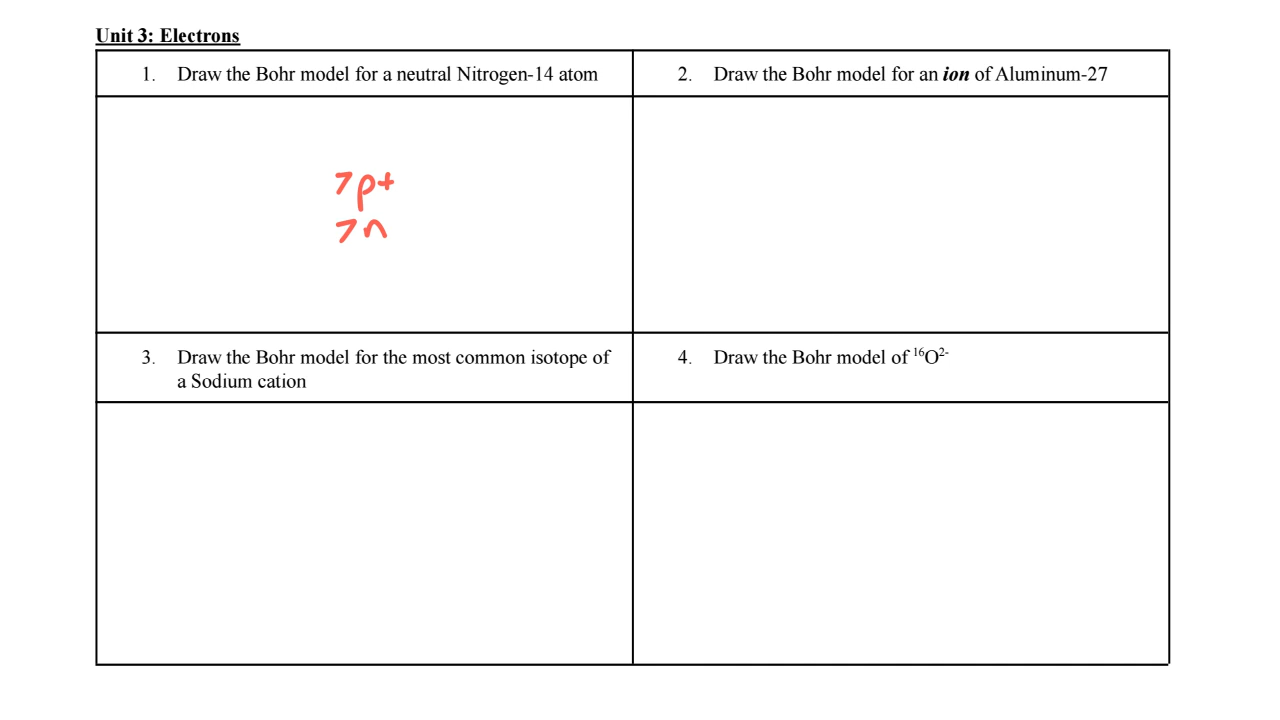 Unit 3: Electrons
1. Draw the Bohr model for a neutral Nitrogen-14 atom
2. Draw the Bohr model for an ion of Aluminum-27
7p+
7n
3. Draw the Bohr model for the most common isotope of
a Sodium cation
4. Draw the Bohr model of ¹⁶O²⁻